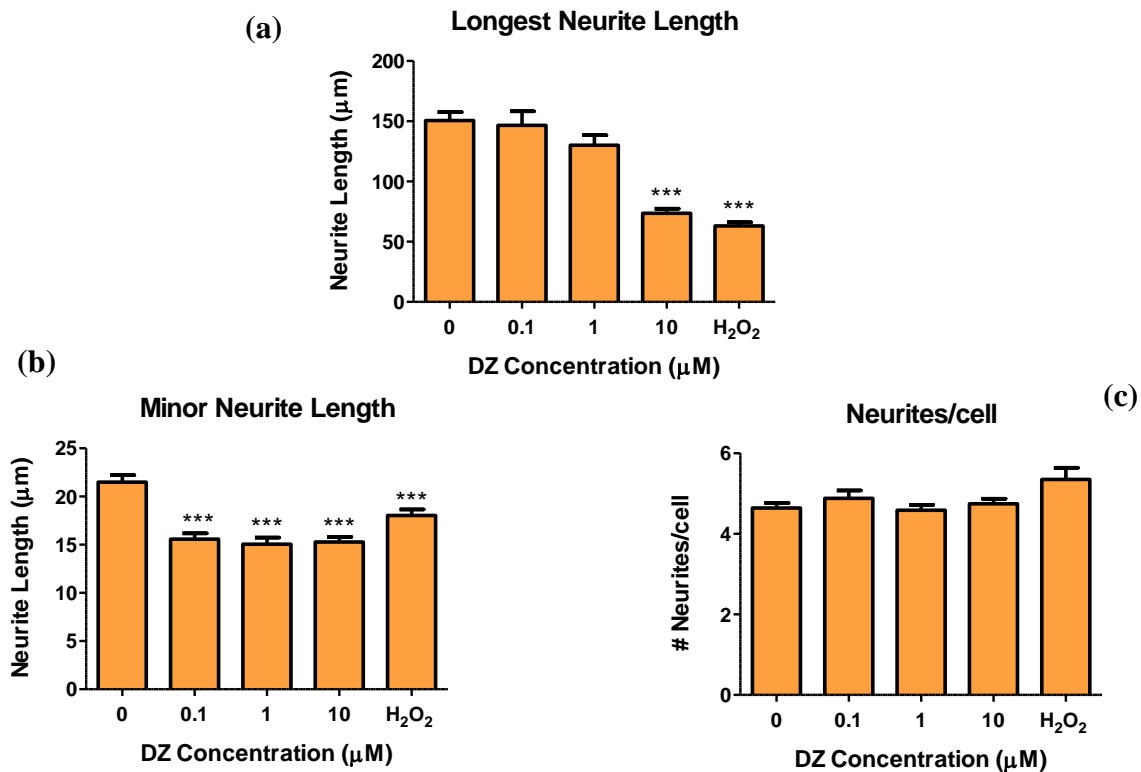 (a)
Longest Neurite Length
Neurite Length (μm)
200
150
100
50
0
***
***
0 0.1 1 10 H₂O₂
DZ Concentration (μM)
(b)
Minor Neurite Length
Neurite Length (μm)
25
20
15
10
5
0
*** *** *** ***
0 0.1 1 10 H₂O₂
DZ Concentration (μM)
(c)
Neurites/cell
# Neurites/cell
6
4
2
0
0 0.1 1 10 H₂O₂
DZ Concentration (μM)